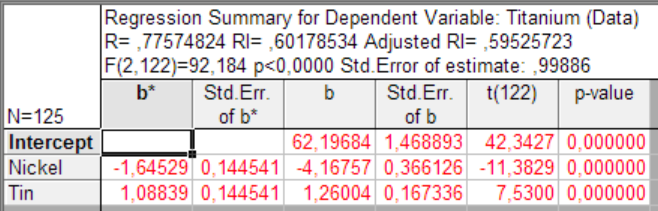 Regression Summary for Dependent Variable: Titanium (Data)
R= ,77574824 RI= ,60178534 Adjusted RI= ,59525723
F(2,122)=92,184 p<0,0000 Std.Error of estimate: ,99886
N=125 b* Std.Err. of b* b Std.Err. of b t(122) p-value
Intercept 62,19684 1,468893 42,3427 0,000000
Nickel -1,64529 0,144541 -4,16757 0,366126 -11,3829 0,000000
Tin 1,08839 0,144541 1,26004 0,167336 7,5300 0,000000